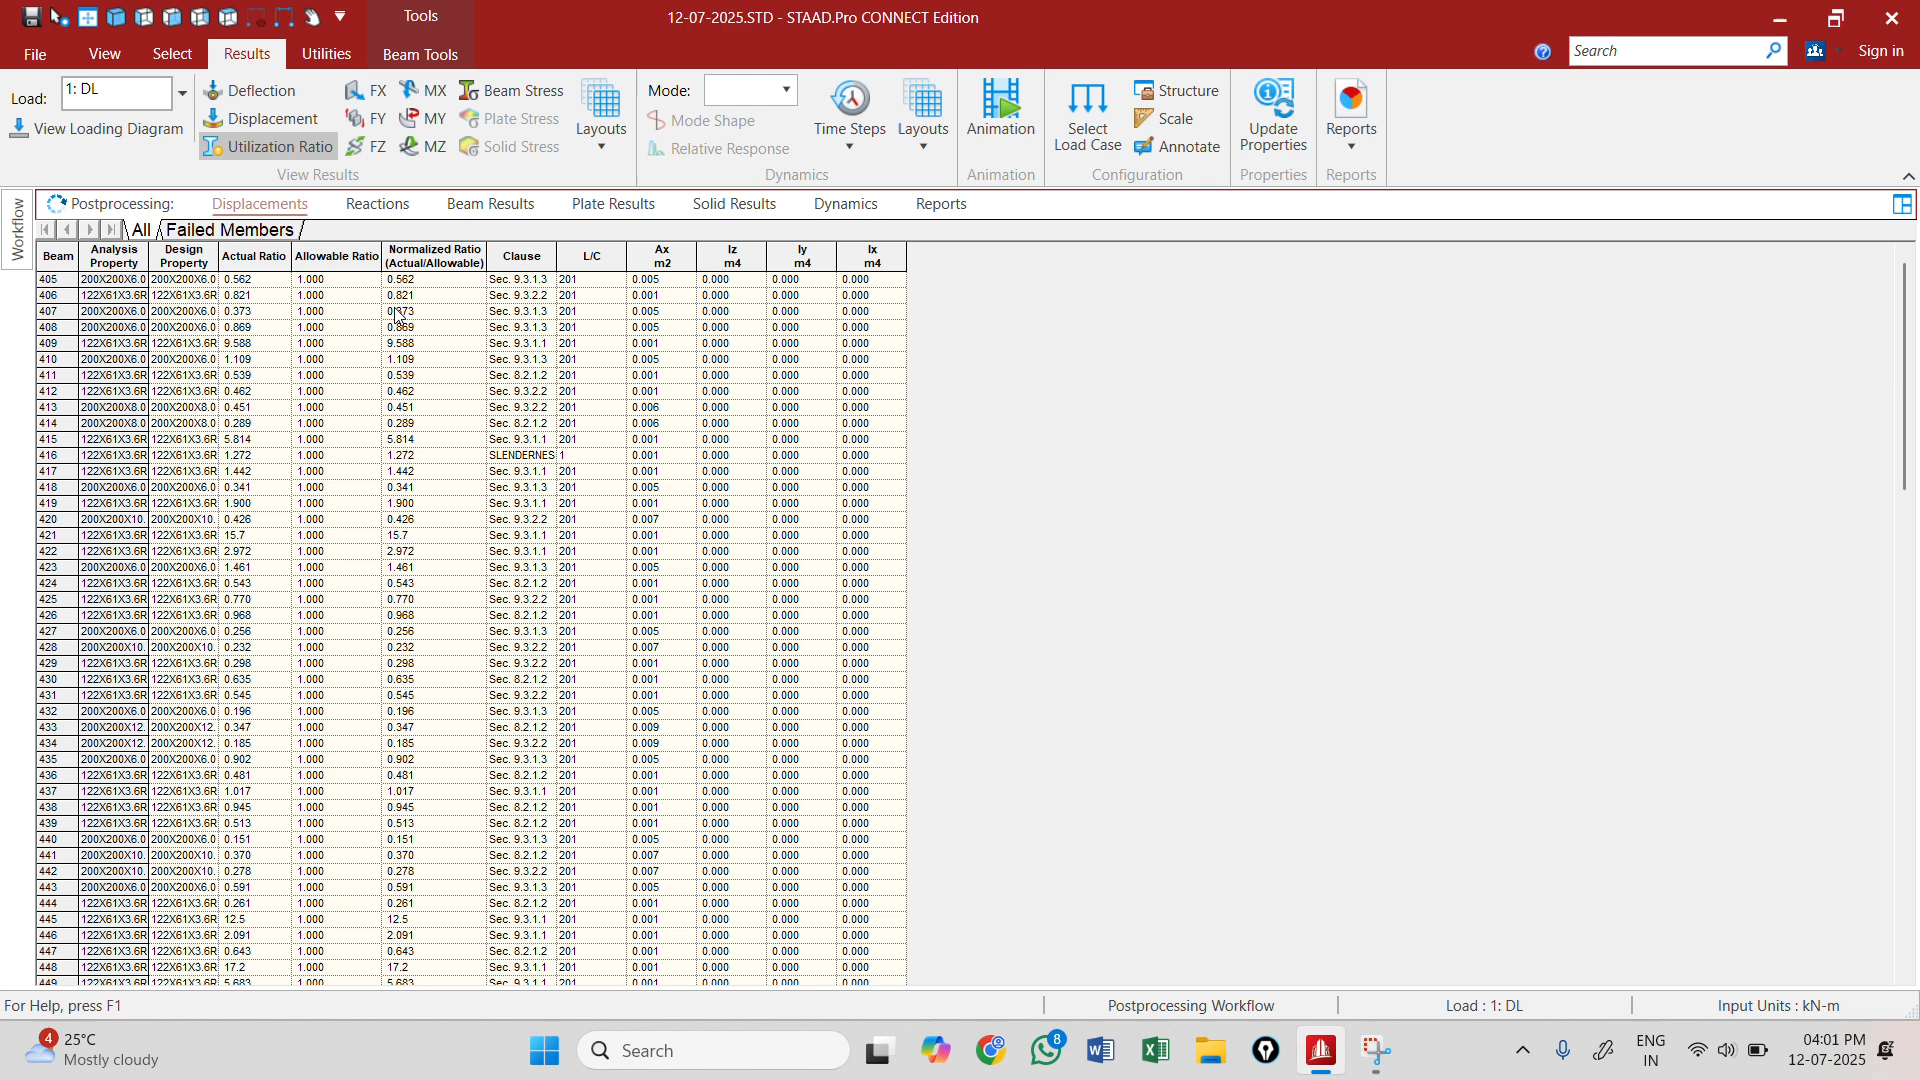 Tools
12-07-2025.STD - STAAD.Pro CONNECT Edition
File View Select Results Utilities Beam Tools
Search
Sign in
Load: 1: DL
View Loading Diagram
Deflection
Displacement
Utilization Ratio
FX MX Beam Stress
FY MY Plate Stress
FZ MZ Solid Stress
Layouts
View Results
Mode:
Mode Shape
Relative Response
Time Steps
Layouts
Dynamics
Animation
Animation
Select Load Case
Structure
Scale
Annotate
Configuration
Update Properties
Properties
Reports
Reports
Workflow
Postprocessing: Displacements Reactions Beam Results Plate Results Solid Results Dynamics Reports
All Failed Members
Beam Analysis Property Design Property Actual Ratio Allowable Ratio Normalized Ratio (Actual/Allowable) Clause L/C Ax m2 Iz m4 Iy m4 Ix m4
405 200X200X6.0 200X200X6.0 0.562 1.000 0.562 Sec. 9.3.1.3 201 0.005 0.000 0.000 0.000
406 122X61X3.6R 122X61X3.6R 0.821 1.000 0.821 Sec. 9.3.2.2 201 0.001 0.000 0.000 0.000
407 200X200X6.0 200X200X6.0 0.373 1.000 0.373 Sec. 9.3.1.3 201 0.005 0.000 0.000 0.000
408 200X200X6.0 200X200X6.0 0.869 1.000 0.869 Sec. 9.3.1.3 201 0.005 0.000 0.000 0.000
409 122X61X3.6R 122X61X3.6R 9.588 1.000 9.588 Sec. 9.3.1.1 201 0.001 0.000 0.000 0.000
410 200X200X6.0 200X200X6.0 1.109 1.000 1.109 Sec. 9.3.1.3 201 0.005 0.000 0.000 0.000
411 122X61X3.6R 122X61X3.6R 0.539 1.000 0.539 Sec. 8.2.1.2 201 0.001 0.000 0.000 0.000
412 122X61X3.6R 122X61X3.6R 0.462 1.000 0.462 Sec. 9.3.2.2 201 0.001 0.000 0.000 0.000
413 200X200X8.0 200X200X8.0 0.451 1.000 0.451 Sec. 9.3.2.2 201 0.006 0.000 0.000 0.000
414 200X200X8.0 200X200X8.0 0.289 1.000 0.289 Sec. 8.2.1.2 201 0.006 0.000 0.000 0.000
415 122X61X3.6R 122X61X3.6R 5.814 1.000 5.814 Sec. 9.3.1.1 201 0.001 0.000 0.000 0.000
416 122X61X3.6R 122X61X3.6R 1.272 1.000 1.272 SLENDERNES 1 0.001 0.000 0.000 0.000
417 122X61X3.6R 122X61X3.6R 1.442 1.000 1.442 Sec. 9.3.1.1 201 0.001 0.000 0.000 0.000
418 200X200X6.0 200X200X6.0 0.341 1.000 0.341 Sec. 9.3.1.3 201 0.005 0.000 0.000 0.000
419 122X61X3.6R 122X61X3.6R 1.900 1.000 1.900 Sec. 9.3.1.1 201 0.001 0.000 0.000 0.000
420 200X200X10. 200X200X10. 0.426 1.000 0.426 Sec. 9.3.2.2 201 0.007 0.000 0.000 0.000
421 122X61X3.6R 122X61X3.6R 15.7 1.000 15.7 Sec. 9.3.1.1 201 0.001 0.000 0.000 0.000
422 122X61X3.6R 122X61X3.6R 2.972 1.000 2.972 Sec. 9.3.1.1 201 0.001 0.000 0.000 0.000
423 200X200X6.0 200X200X6.0 1.461 1.000 1.461 Sec. 9.3.1.3 201 0.005 0.000 0.000 0.000
424 122X61X3.6R 122X61X3.6R 0.543 1.000 0.543 Sec. 8.2.1.2 201 0.001 0.000 0.000 0.000
425 122X61X3.6R 122X61X3.6R 0.770 1.000 0.770 Sec. 9.3.2.2 201 0.001 0.000 0.000 0.000
426 122X61X3.6R 122X61X3.6R 0.968 1.000 0.968 Sec. 8.2.1.2 201 0.001 0.000 0.000 0.000
427 200X200X6.0 200X200X6.0 0.256 1.000 0.256 Sec. 9.3.1.3 201 0.005 0.000 0.000 0.000
428 200X200X10. 200X200X10. 0.232 1.000 0.232 Sec. 9.3.2.2 201 0.007 0.000 0.000 0.000
429 122X61X3.6R 122X61X3.6R 0.298 1.000 0.298 Sec. 9.3.2.2 201 0.001 0.000 0.000 0.000
430 122X61X3.6R 122X61X3.6R 0.635 1.000 0.635 Sec. 8.2.1.2 201 0.001 0.000 0.000 0.000
431 122X61X3.6R 122X61X3.6R 0.545 1.000 0.545 Sec. 9.3.2.2 201 0.001 0.000 0.000 0.000
432 200X200X6.0 200X200X6.0 0.196 1.000 0.196 Sec. 9.3.1.3 201 0.005 0.000 0.000 0.000
433 200X200X12. 200X200X12. 0.347 1.000 0.347 Sec. 8.2.1.2 201 0.009 0.000 0.000 0.000
434 200X200X12. 200X200X12. 0.185 1.000 0.185 Sec. 9.3.2.2 201 0.009 0.000 0.000 0.000
435 200X200X6.0 200X200X6.0 0.902 1.000 0.902 Sec. 9.3.1.3 201 0.005 0.000 0.000 0.000
436 122X61X3.6R 122X61X3.6R 0.481 1.000 0.481 Sec. 8.2.1.2 201 0.001 0.000 0.000 0.000
437 122X61X3.6R 122X61X3.6R 1.017 1.000 1.017 Sec. 9.3.1.1 201 0.001 0.000 0.000 0.000
438 122X61X3.6R 122X61X3.6R 0.945 1.000 0.945 Sec. 8.2.1.2 201 0.001 0.000 0.000 0.000
439 122X61X3.6R 122X61X3.6R 0.513 1.000 0.513 Sec. 8.2.1.2 201 0.001 0.000 0.000 0.000
440 200X200X6.0 200X200X6.0 0.151 1.000 0.151 Sec. 9.3.1.3 201 0.005 0.000 0.000 0.000
441 200X200X10. 200X200X10. 0.370 1.000 0.370 Sec. 8.2.1.2 201 0.007 0.000 0.000 0.000
442 200X200X10. 200X200X10. 0.278 1.000 0.278 Sec. 9.3.2.2 201 0.007 0.000 0.000 0.000
443 200X200X6.0 200X200X6.0 0.591 1.000 0.591 Sec. 9.3.1.3 201 0.005 0.000 0.000 0.000
444 122X61X3.6R 122X61X3.6R 0.261 1.000 0.261 Sec. 8.2.1.2 201 0.001 0.000 0.000 0.000
445 122X61X3.6R 122X61X3.6R 12.5 1.000 12.5 Sec. 9.3.1.1 201 0.001 0.000 0.000 0.000
446 122X61X3.6R 122X61X3.6R 2.091 1.000 2.091 Sec. 9.3.1.1 201 0.001 0.000 0.000 0.000
447 122X61X3.6R 122X61X3.6R 0.643 1.000 0.643 Sec. 8.2.1.2 201 0.001 0.000 0.000 0.000
448 122X61X3.6R 122X61X3.6R 17.2 1.000 17.2 Sec. 9.3.1.1 201 0.001 0.000 0.000 0.000
449 122X61X3.6R 122X61X3.6R 5.683 1.000 5.683 Sec. 9.3.1.1 201 0.001 0.000 0.000 0.000
For Help, press F1
Postprocessing Workflow
Load : 1: DL
Input Units : kN-m
4
25°C
Mostly cloudy
Search
8
ENG
IN
04:01 PM
12-07-2025